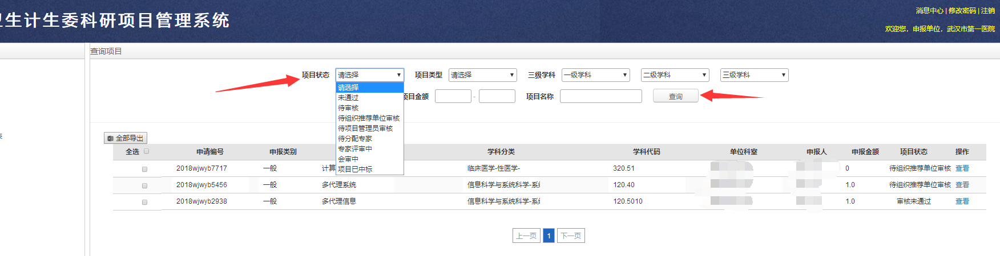 消息中心 | 修改密码 | 注销
生计生委科研项目管理系统
欢迎您，申报单位，武汉市第一医院
查询项目
项目状态 请选择 项目类型 请选择 三级学科 一级学科 二级学科 三级学科
请选择
未通过
待审核
待组织推荐单位审核
待项目管理员审核
待分配专家
专家评审中
会审中
项目已中标
项目金额 - 项目名称 查询
全部导出
全选 申请编号 申报类别 学科分类 学科代码 单位科室 申报人 申报金额 项目状态 操作
2018wjwyb7717 一般 计算 临床医学-性医学- 320.51 0 待组织推荐单位审核 查看
2018wjwyb5456 一般 多代理系统 信息科学与系统科学-系 120.40 1.0 待组织推荐单位审核 查看
2018wjwyb2938 一般 多代理信息 信息科学与系统科学-系 120.5010 1.0 审核未通过 查看
上一页 1 下一页